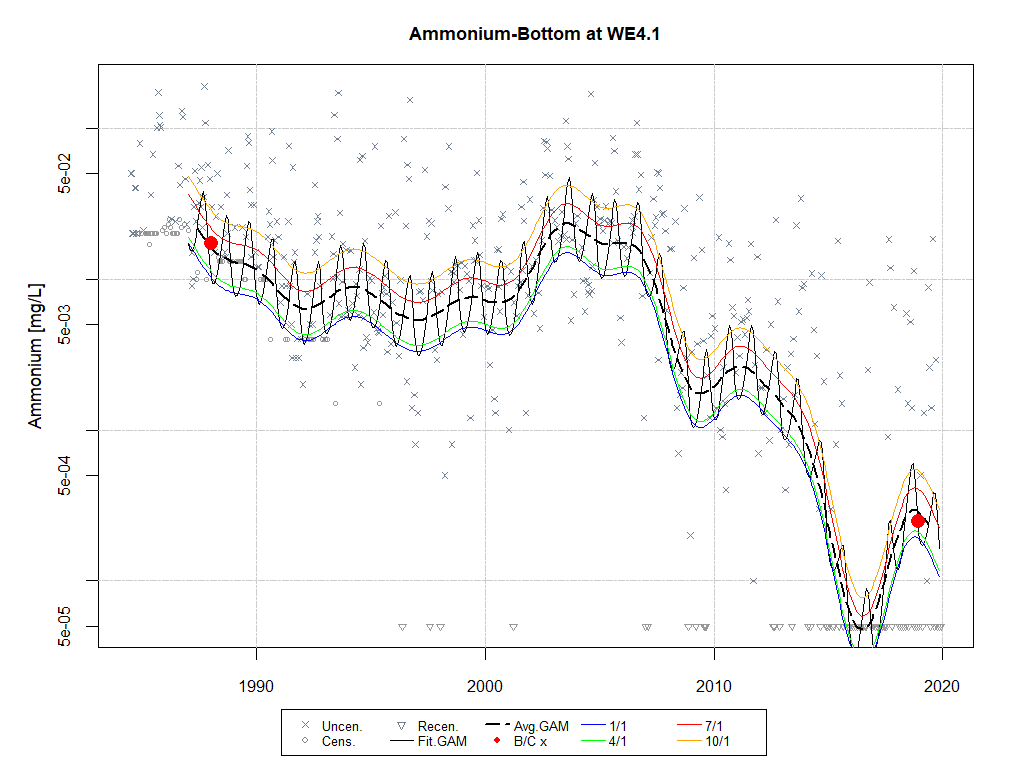 Ammonium-Bottom at WE4.1
Ammonium [mg/L]
5e-02
5e-03
5e-04
5e-05
1990 2000 2010 2020
Uncen. Recen. Avg.GAM 1/1 7/1
Cens. Fit.GAM B/C x 4/1 10/1